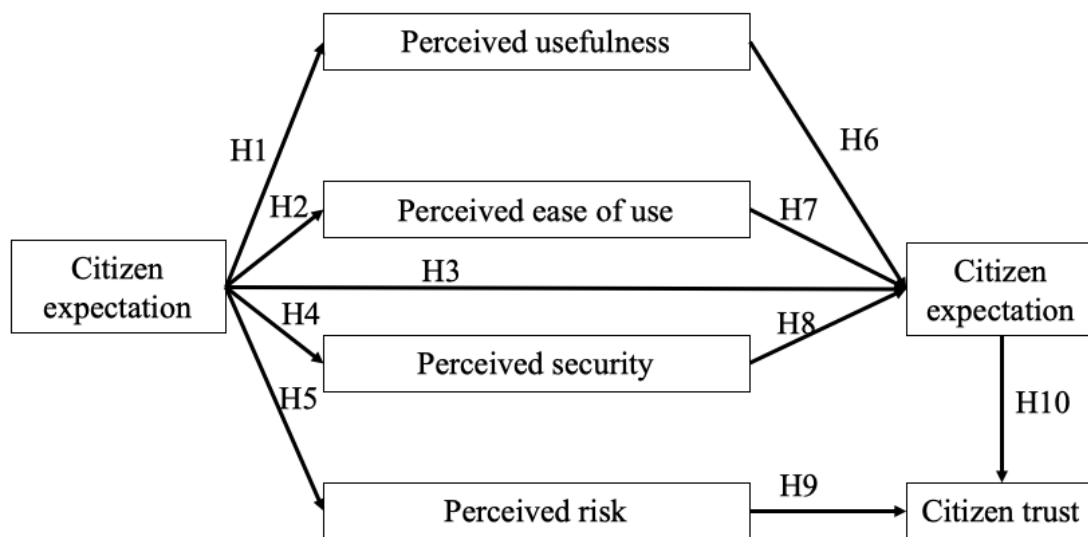 Perceived usefulness
H1
H6
H2
Perceived ease of use
H7
Citizen
expectation
H3
Citizen
expectation
H4
H8
Perceived security
H5
H10
Perceived risk
H9
Citizen trust